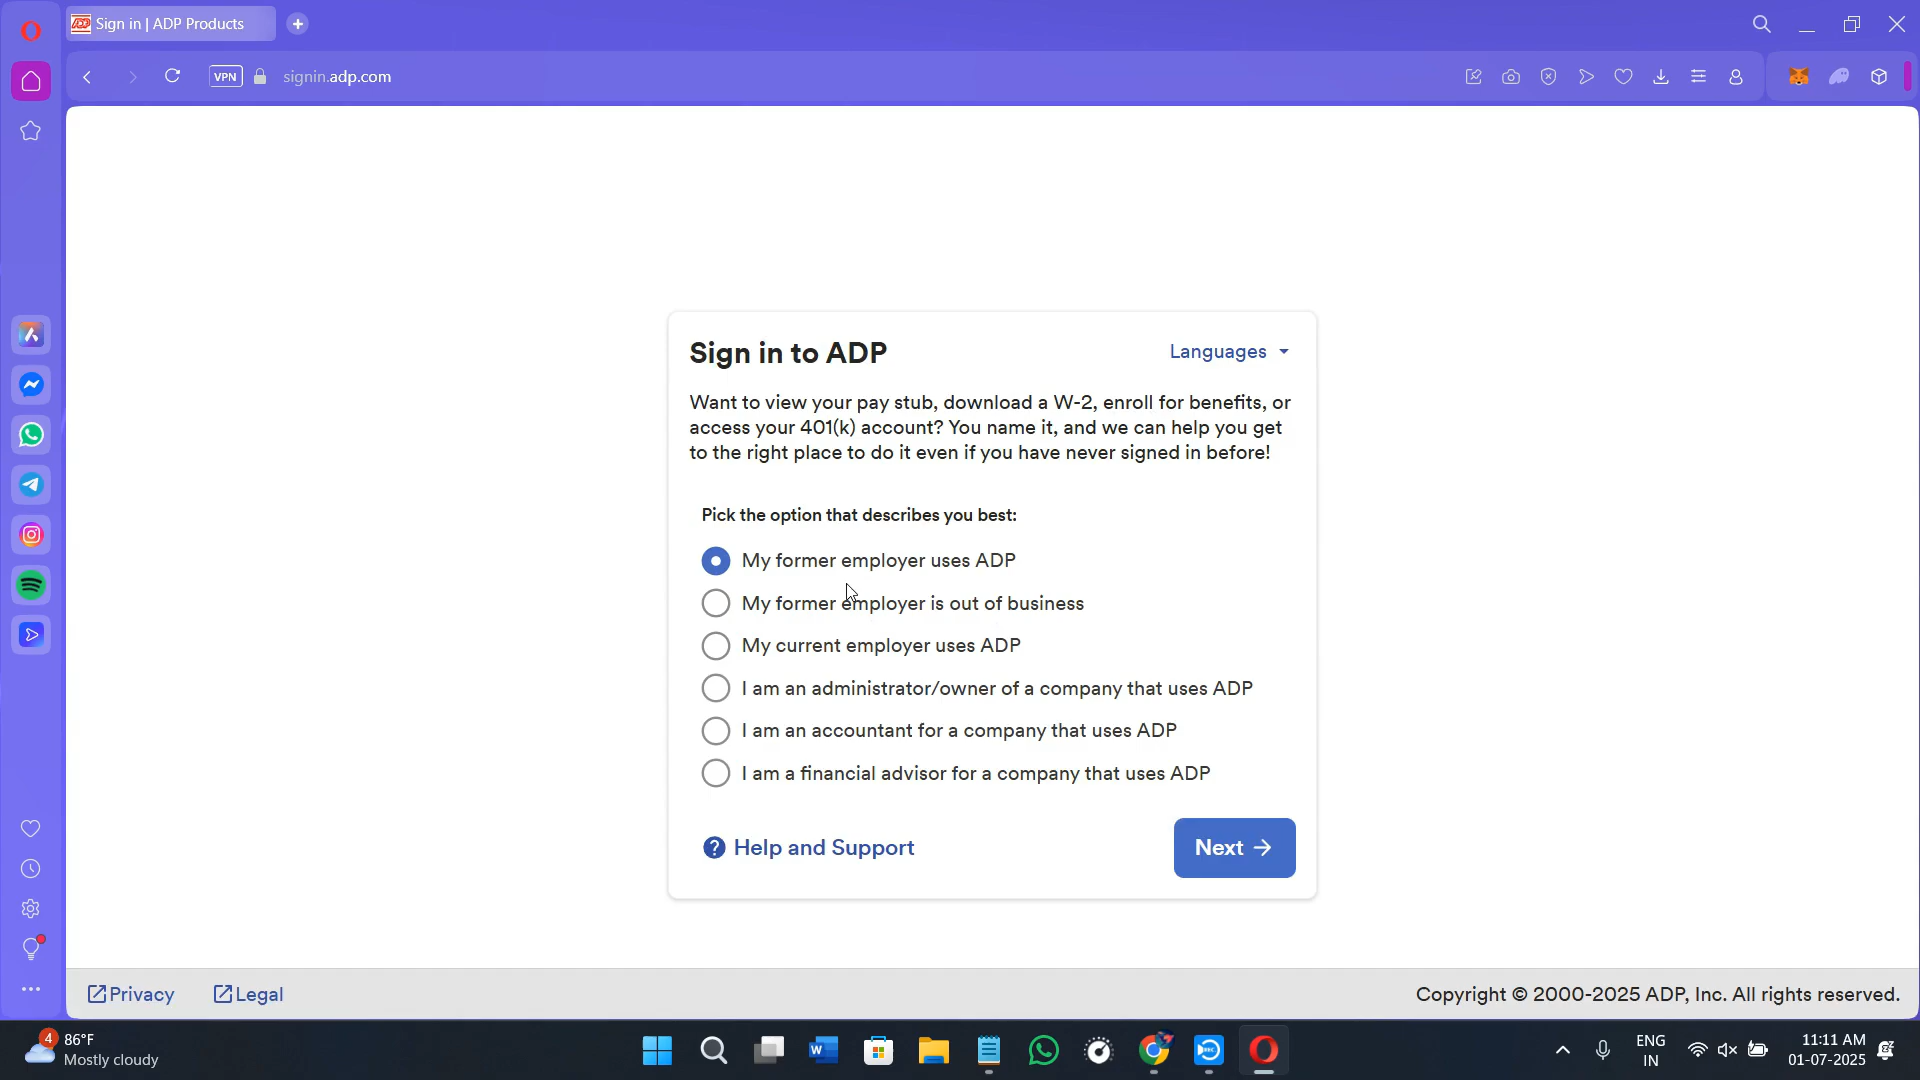 Sign in | ADP Products
VPN
signin.adp.com
Sign in to ADP
Languages
Want to view your pay stub, download a W-2, enroll for benefits, or
access your 401(k) account? You name it, and we can help you get
to the right place to do it even if you have never signed in before!
Pick the option that describes you best:
My former employer uses ADP
My former employer is out of business
My current employer uses ADP
I am an administrator/owner of a company that uses ADP
I am an accountant for a company that uses ADP
I am a financial advisor for a company that uses ADP
Help and Support
Next
Privacy
Legal
Copyright © 2000-2025 ADP, Inc. All rights reserved.
4
86°F
Mostly cloudy
ENG
IN
11:11 AM
01-07-2025